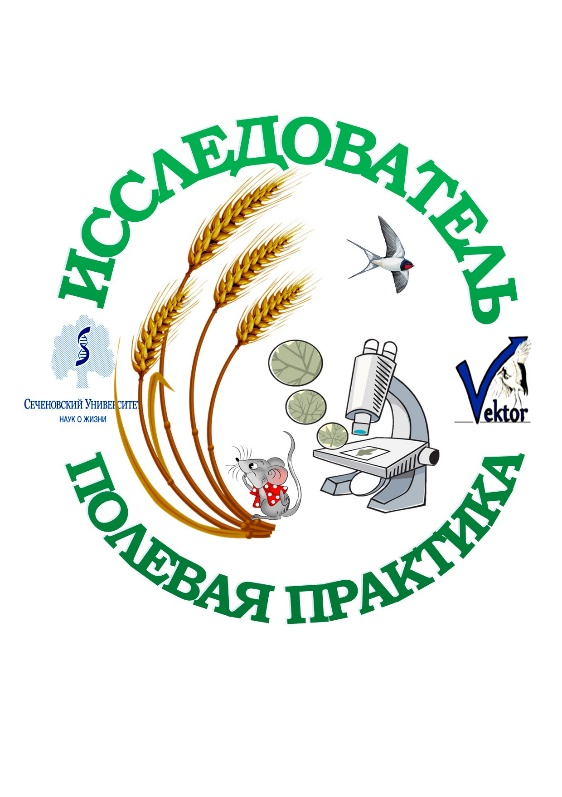 ИССЛЕДОВАТЕЛЬ
СЕЧЕНОВСКИЙ УНИВЕРСИТЕТ
НАУК О ЖИЗНИ
Vektor
ПОЛЕВАЯ ПРАКТИКА